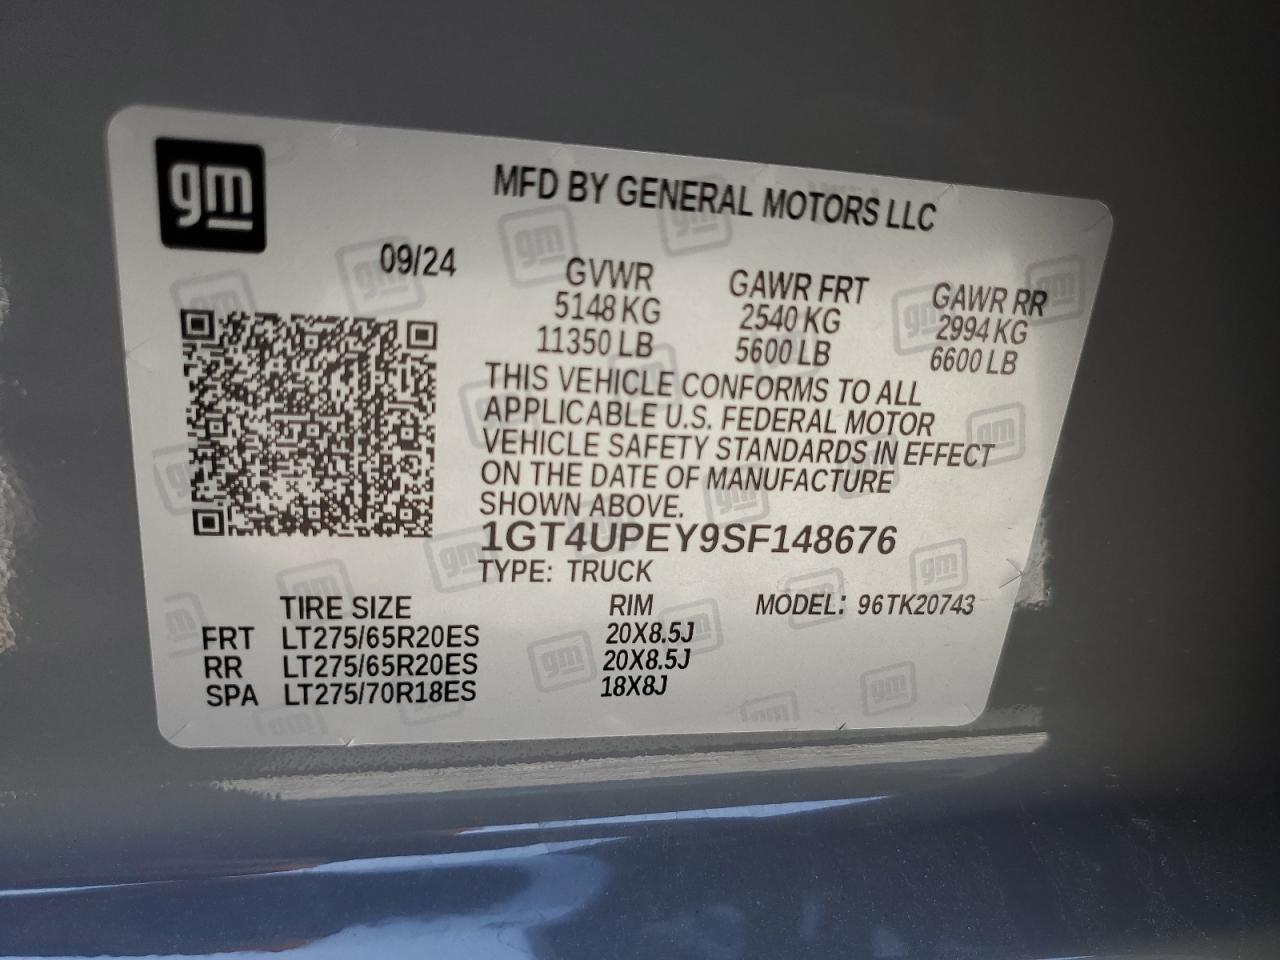 gm
MFD BY GENERAL MOTORS LLC
09/24
GVWR GAWR FRT GAWR RR
5148 KG 2540 KG 2994 KG
11350 LB 5600 LB 6600 LB
THIS VEHICLE CONFORMS TO ALL
APPLICABLE U.S. FEDERAL MOTOR
VEHICLE SAFETY STANDARDS IN EFFECT
ON THE DATE OF MANUFACTURE
SHOWN ABOVE.
1GT4UPEY9SF148676
TYPE: TRUCK
TIRE SIZE RIM MODEL: 96TK20743
FRT LT275/65R20ES 20X8.5J
RR LT275/65R20ES 20X8.5J
SPA LT275/70R18ES 18X8J